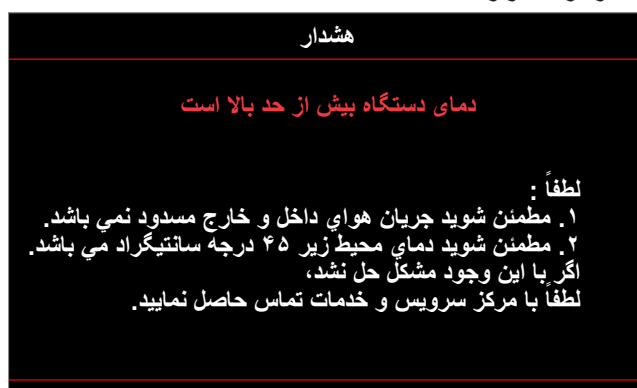 هشدار
دمای دستگاه بیش از حد بالا است
لطفاً :
۱. مطمئن شويد جريان هواي داخل و خارج مسدود نمي باشد.
۲. مطمئن شويد دماي محيط زير ۴۵ درجه سانتيگراد مي باشد.
اگر با اين وجود مشكل حل نشد،
لطفاً با مركز سرويس و خدمات تماس حاصل نماييد.